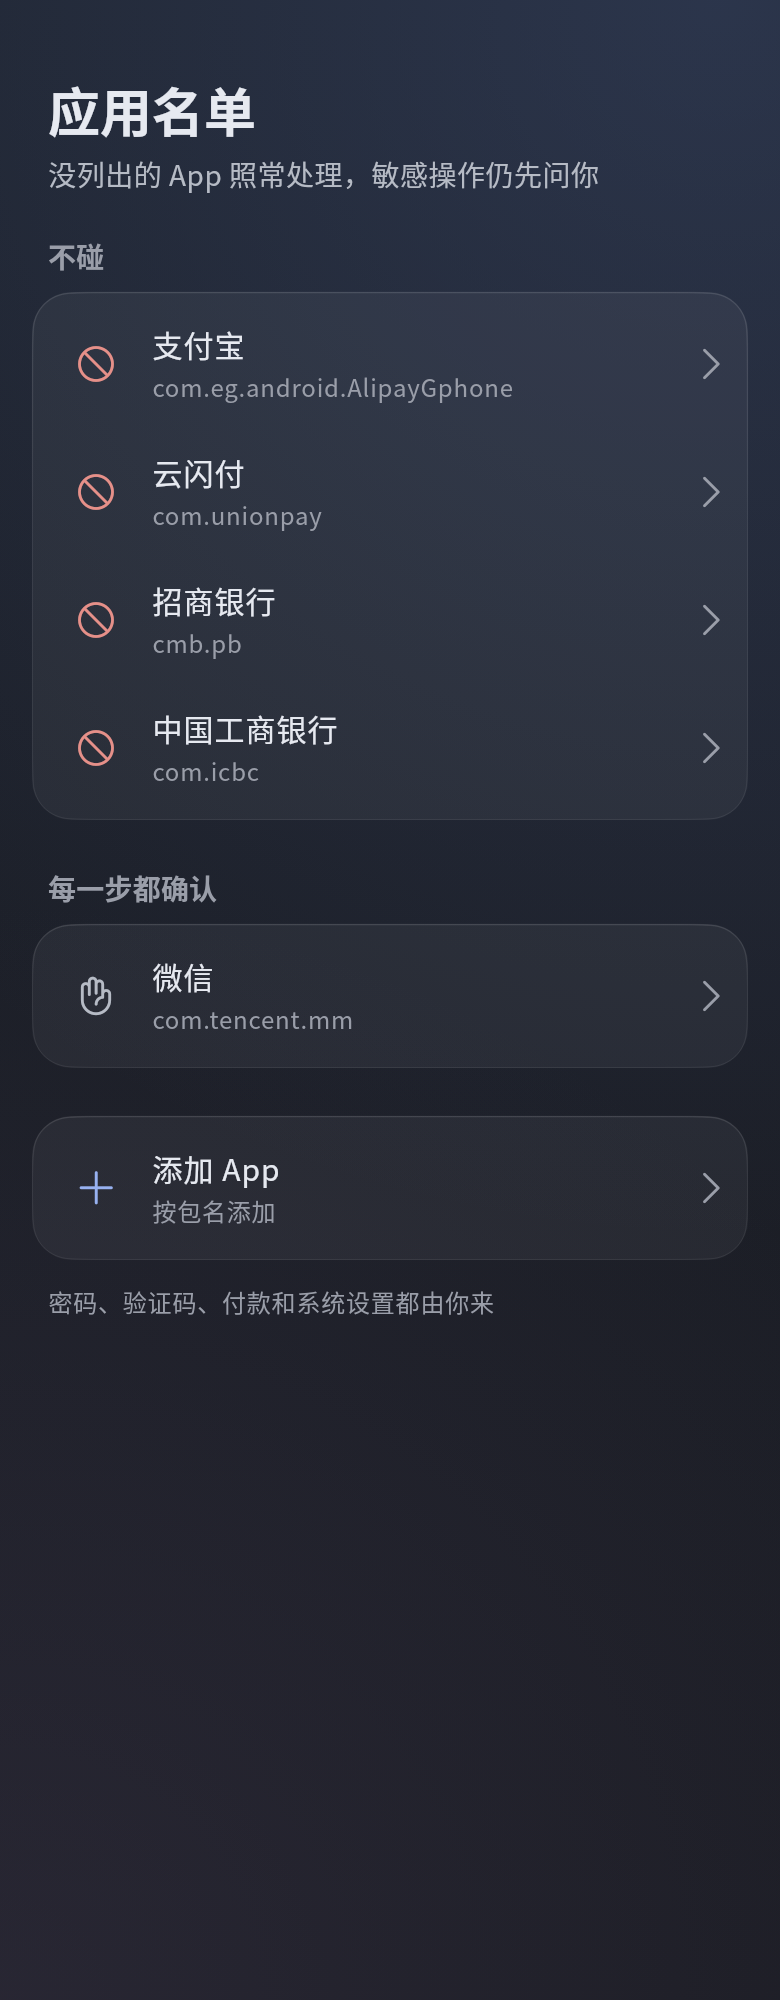 应用名单
没列出的 App 照常处理，敏感操作仍先问你
不碰
支付宝
com.eg.android.AlipayGphone
云闪付
com.unionpay
招商银行
cmb.pb
中国工商银行
com.icbc
每一步都确认
微信
com.tencent.mm
添加 App
按包名添加
密码、验证码、付款和系统设置都由你来